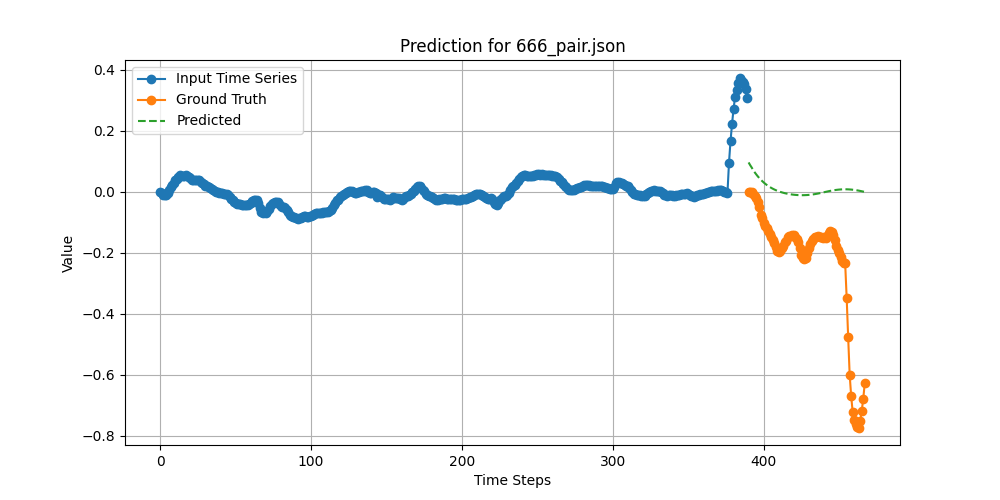 Prediction for 666_pair.json
Input Time Series
Ground Truth
Predicted
0.4
0.2
0.0
−0.2
−0.4
−0.6
−0.8
Value
0 100 200 300 400
Time Steps